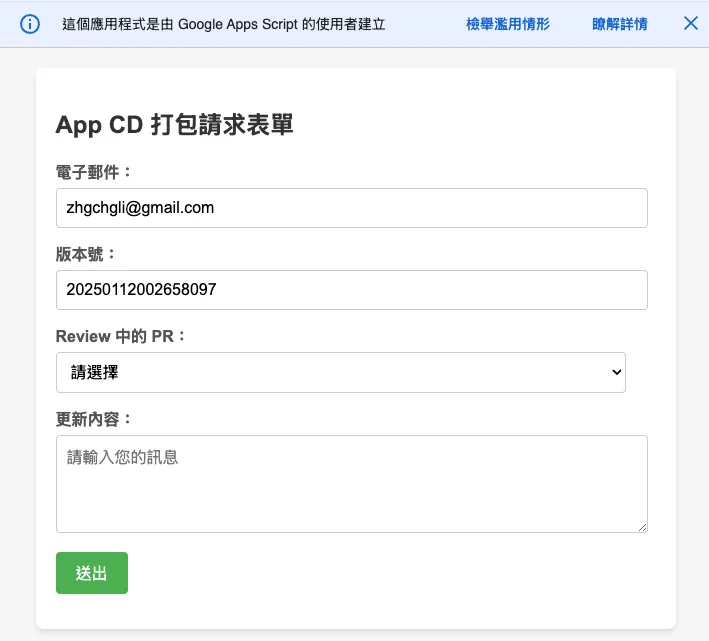 這個應用程式是由 Google Apps Script 的使用者建立 檢舉濫用情形 瞭解詳情
App CD 打包請求表單
電子郵件：
zhgchgli@gmail.com
版本號：
20250112002658097
Review 中的 PR：
請選擇
更新內容：
請輸入您的訊息
送出